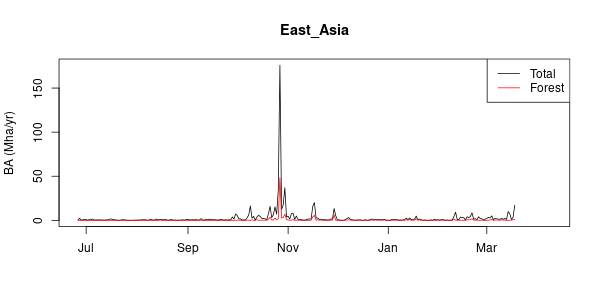 East_Asia
Total
Forest
BA (Mha/yr)
150
100
50
0
Jul Sep Nov Jan Mar